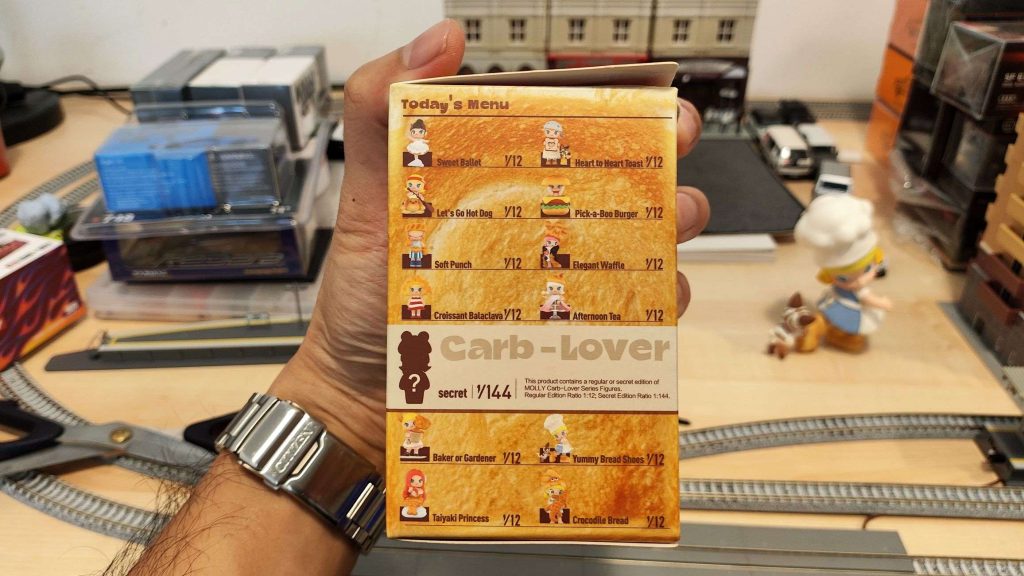 Today's Menu
Sweet Ballet 1/12
Heart to Heart Toast 1/12
Let's Go Hot Dog 1/12
Pick-a-Boo Burger 1/12
Soft Punch 1/12
Elegant Waffle 1/12
Croissant Balaclava 1/12
Afternoon Tea 1/12
Carb-Lover
?
secret 1/144
This product contains a regular or secret edition of
MOLLY Carb-Lover Series Figures.
Regular Edition Ratio 1:12; Secret Edition Ratio 1:144.
Baker or Gardener 1/12
Yummy Bread Shoes 1/12
Taiyaki Princess 1/12
Crocodile Bread 1/12